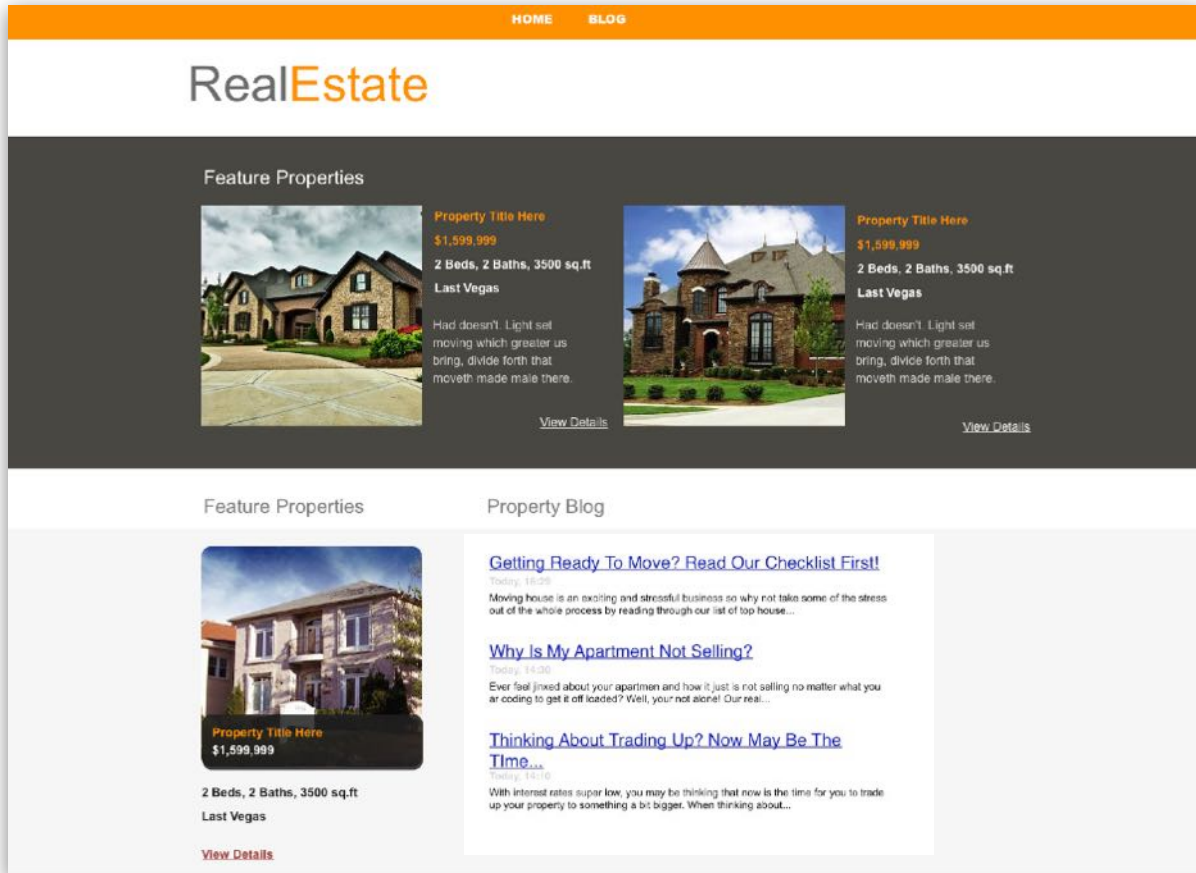 HOME BLOG
RealEstate
Feature Properties
Property Title Here
$1,599,999
2 Beds, 2 Baths, 3500 sq.ft
Last Vegas
Had doesn't. Light set
moving which greater us
bring, divide forth that
moveth made male there.
View Details
Property Title Here
$1,599,999
2 Beds, 2 Baths, 3500 sq.ft
Last Vegas
Had doesn't. Light set
moving which greater us
bring, divide forth that
moveth made male there.
View Details
Feature Properties
Property Title Here
$1,599,999
2 Beds, 2 Baths, 3500 sq.ft
Last Vegas
View Details
Property Blog
Getting Ready To Move? Read Our Checklist First!
Today, 16:29
Moving house is an exciting and stressful business so why not take some of the stress
out of the whole process by reading through our list of top house...
Why Is My Apartment Not Selling?
Today, 14:30
Ever feel jinxed about your apartmen and how it just is not selling no matter what you
ar coding to get it off loaded? Well, your not alone! Our real...
Thinking About Trading Up? Now May Be The
TIme...
Today, 14:10
With interest rates super low, you may be thinking that now is the time for you to trade
up your property to something a bit bigger. When thinking about...